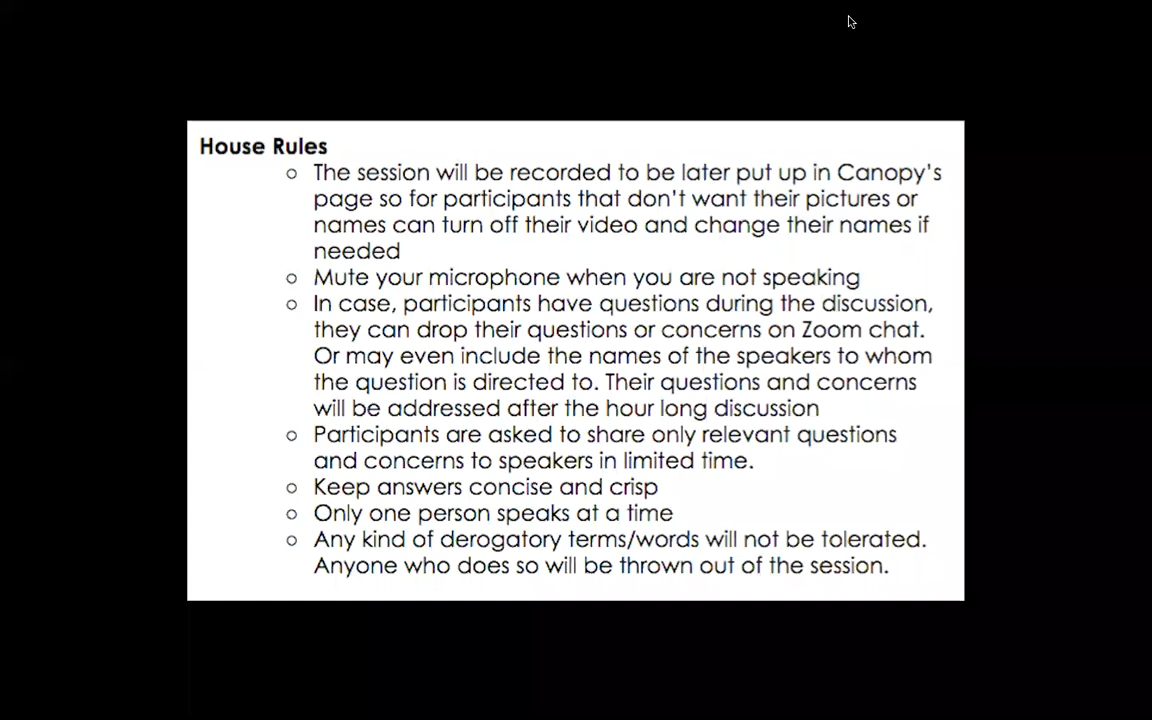 House Rules
○ The session will be recorded to be later put up in Canopy's
page so for participants that don't want their pictures or
names can turn off their video and change their names if
needed
○ Mute your microphone when you are not speaking
○ In case, participants have questions during the discussion,
they can drop their questions or concerns on Zoom chat.
Or may even include the names of the speakers to whom
the question is directed to. Their questions and concerns
will be addressed after the hour long discussion
○ Participants are asked to share only relevant questions
and concerns to speakers in limited time.
○ Keep answers concise and crisp
○ Only one person speaks at a time
○ Any kind of derogatory terms/words will not be tolerated.
Anyone who does so will be thrown out of the session.